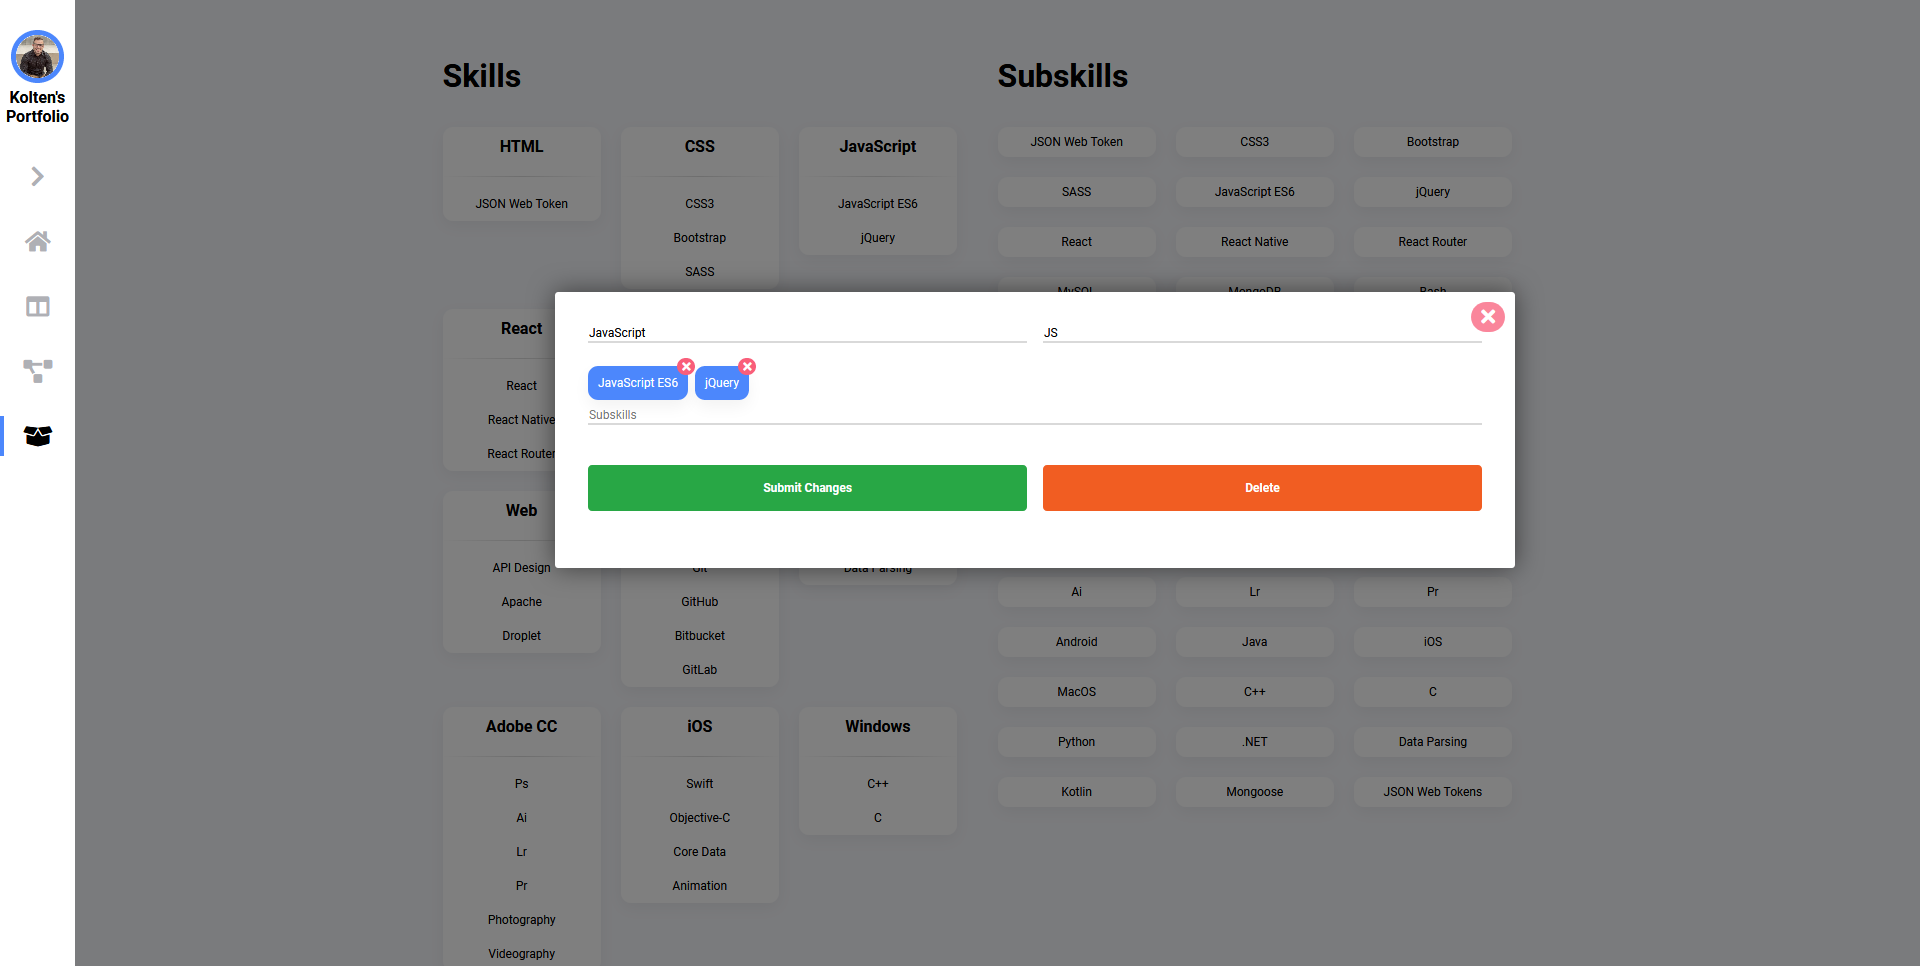 Kolten's
Portfolio
Skills
HTML
JSON Web Token
CSS
CSS3
Bootstrap
SASS
JavaScript
JavaScript ES6
jQuery
React
React
React Native
React Router
Web
API Design
Apache
Droplet
Git
GitHub
Bitbucket
GitLab
Data Parsing
Adobe CC
Ps
Ai
Lr
Pr
Photography
Videography
iOS
Swift
Objective-C
Core Data
Animation
Windows
C++
C
Subskills
JSON Web Token
CSS3
Bootstrap
SASS
JavaScript ES6
jQuery
React
React Native
React Router
MySQL
MongoDB
Bash
Ai
Lr
Pr
Android
Java
iOS
MacOS
C++
C
Python
.NET
Data Parsing
Kotlin
Mongoose
JSON Web Tokens
JavaScript
JS
JavaScript ES6
jQuery
Subskills
Submit Changes
Delete